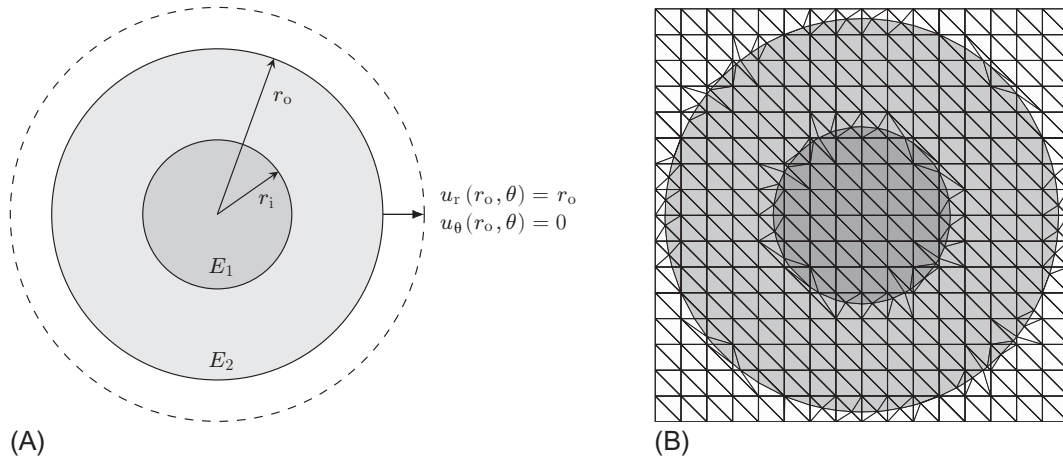 r_o
r_i
u_r (r_o, θ) = r_o
u_θ (r_o, θ) = 0
E_1
E_2
(A)
(B)